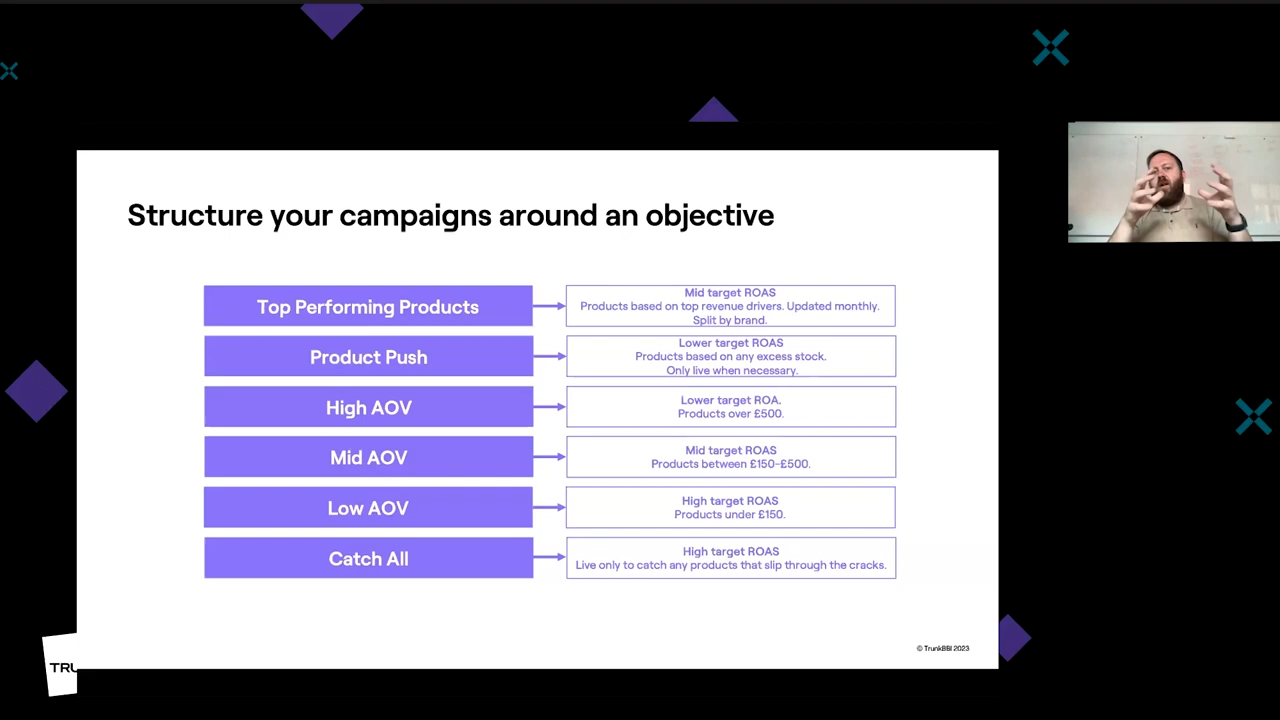 Structure your campaigns around an objective
Top Performing Products
Mid target ROAS
Products based on top revenue drivers. Updated monthly.
Split by brand.
Product Push
Lower target ROAS
Products based on any excess stock.
Only live when necessary.
High AOV
Lower target ROA.
Products over £500.
Mid AOV
Mid target ROAS
Products between £150-£500.
Low AOV
High target ROAS
Products under £150.
Catch All
High target ROAS
Live only to catch any products that slip through the cracks.
© TrunkBBI 2023
TRU